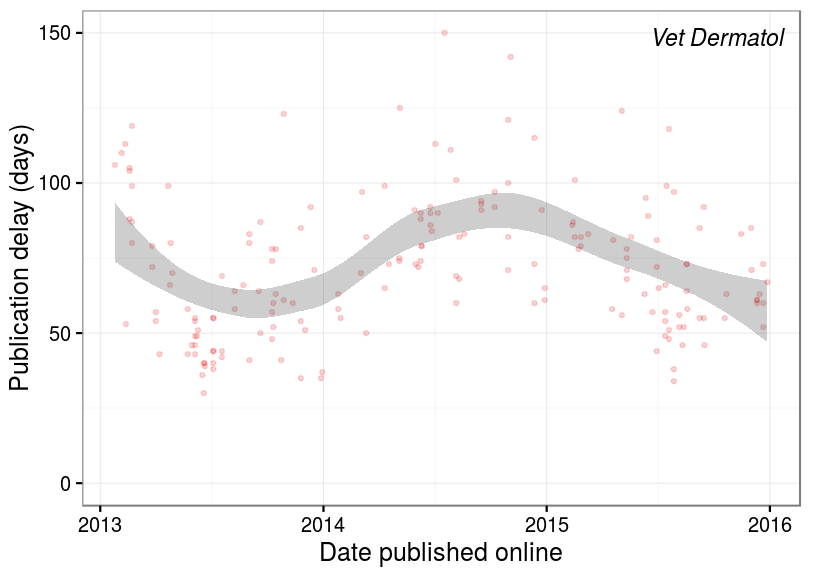 Vet Dermatol
150
100
50
0
Publication delay (days)
2013
2014
2015
2016
Date published online